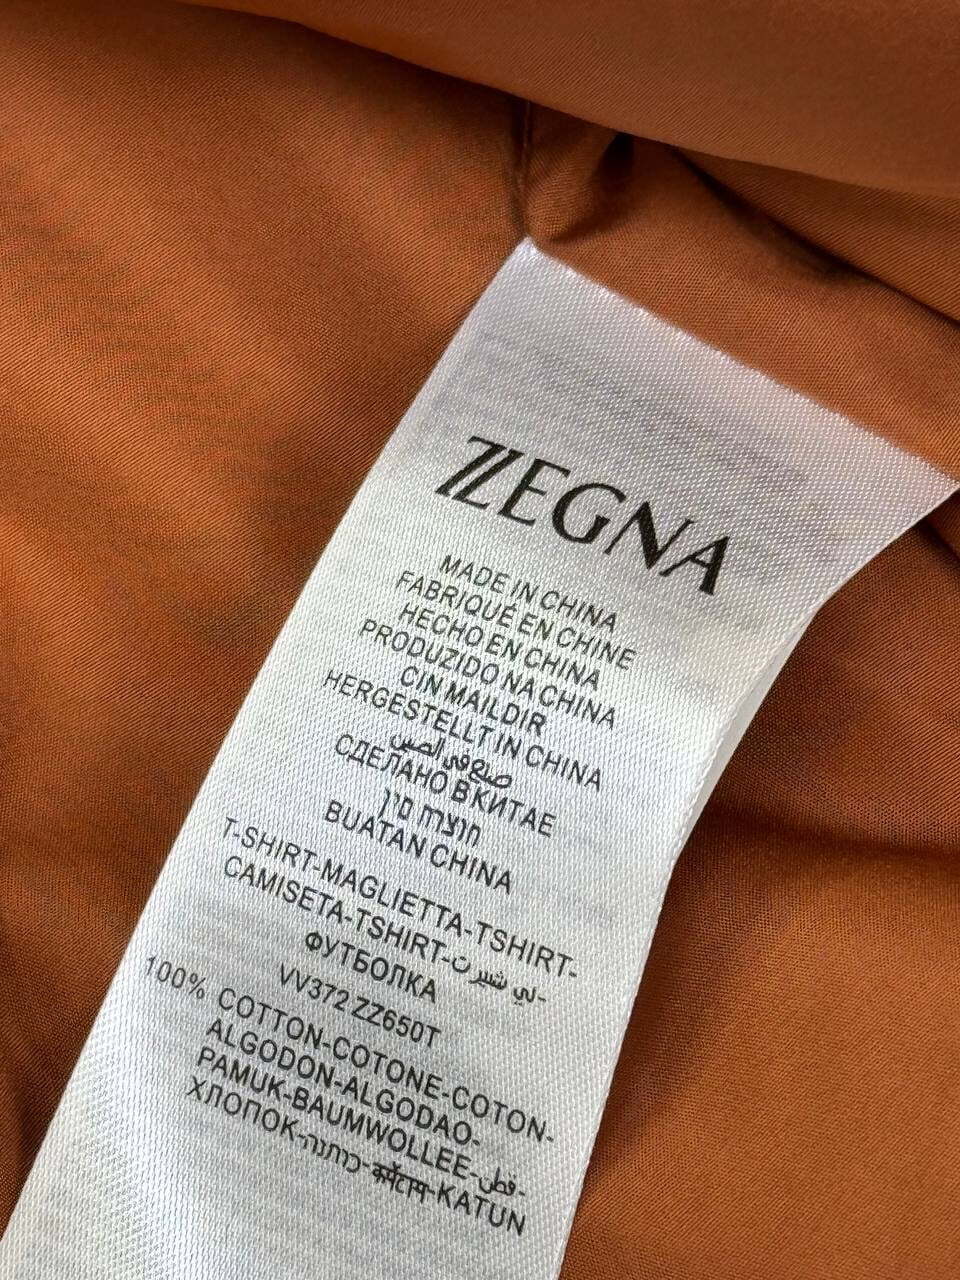 ZZEGNA
MADE IN CHINA
FABRIQUÉ EN CHINE
HECHO EN CHINA
PRODUZIDO NA CHINA
CIN MAILDIR
HERGESTELLT IN CHINA
صنع في الصين
СДЕЛАНО В КИТАЕ
סין
BUATAN CHINA
T-SHIRT-MAGLIETTA-TSHIRT-
CAMISETA-TSHIRT-تي شيرت-
ФУТБОЛКА
VV372 ZZ650T
100% COTTON-COTONE-COTON-
ALGODON-ALGODAO-
PAMUK-BAUMWOLLEE-قطن-
ХЛОПОК-כותנה-कॉटन-KATUN